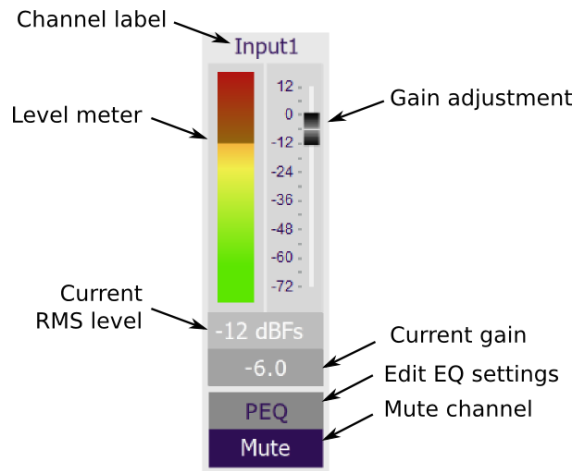 Channel label
Input1
Level meter
12
0
-12
-24
-36
-48
-60
-72
Gain adjustment
Current
RMS level
-12 dBFs
-6.0
Current gain
Edit EQ settings
PEQ
Mute channel
Mute